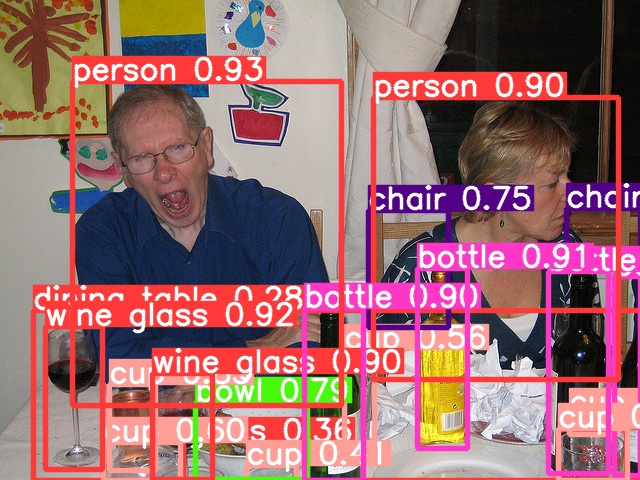 person 0.93
person 0.90
chair 0.75
chair
bottle 0.91
dining table 0.28
bottle 0.90
wine glass 0.92
cup 0.56
wine glass 0.90
bowl 0.79
cup 0.60
0.36
cup 0.41
cup